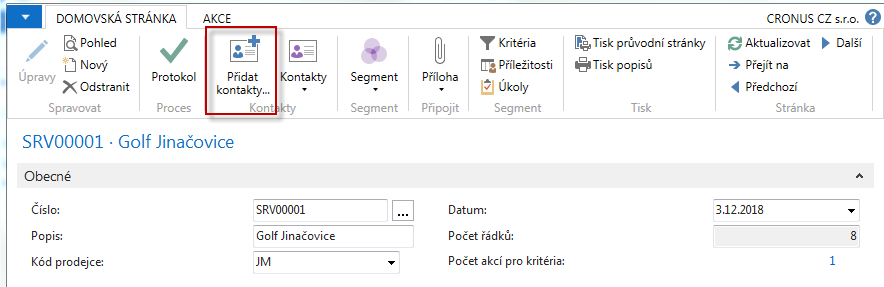 DOMOVSKÁ STRÁNKA AKCE CRONUS CZ s.r.o. ?
Úpravy
Pohled
Nový
Odstranit
Spravovat
Protokol
Proces
Přidat
kontakty...
Kontakty
Kontakty
Segment
Segment
Příloha
Připojit
Kritéria
Příležitosti
Úkoly
Segment
Tisk průvodní stránky
Tisk popisů
Tisk
Aktualizovat
Přejít na
Předchozí
Další
Stránka
SRV00001 · Golf Jinačovice
Obecné
Číslo: SRV00001 ...
Popis: Golf Jinačovice
Kód prodejce: JM
Datum: 3.12.2018
Počet řádků: 8
Počet akcí pro kritéria: 1